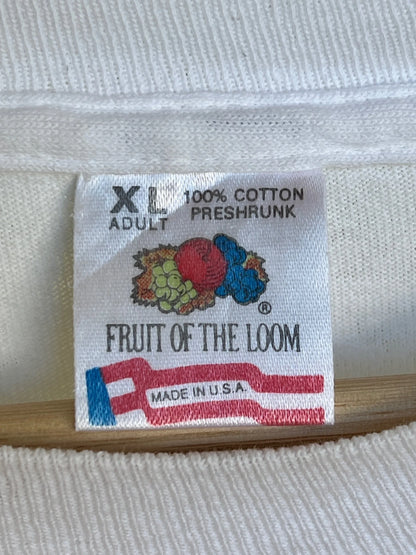 XL 100% COTTON
ADULT PRESHRUNK
®
FRUIT OF THE LOOM
MADE IN U.S.A.